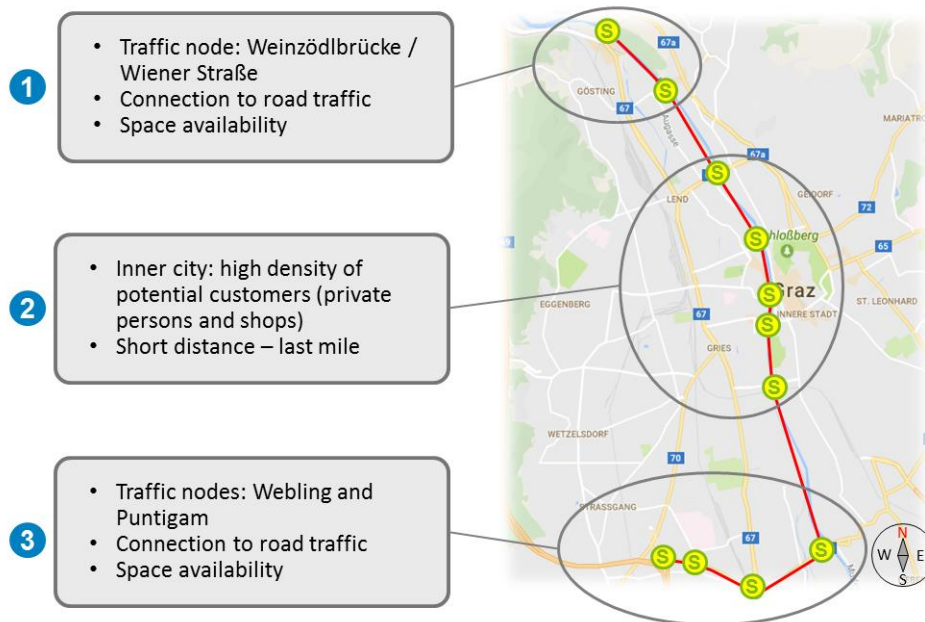 1
• Traffic node: Weinzödlbrücke /
Wiener Straße
• Connection to road traffic
• Space availability
2
• Inner city: high density of
potential customers (private
persons and shops)
• Short distance – last mile
3
• Traffic nodes: Webling and
Puntigam
• Connection to road traffic
• Space availability
S
67a
GÖSTING
67
S
Augasse
MARIATRO
67a
S
LEND
GEIDORF
72
S
hloßberg
65
S
Graz
EGGENBERG
ST. LEONHARD
INNERE STADT
67
S
GRIES
S
WETZELSDORF
70
STRASSGANG
67
S
S
S
S
N
W
E
S